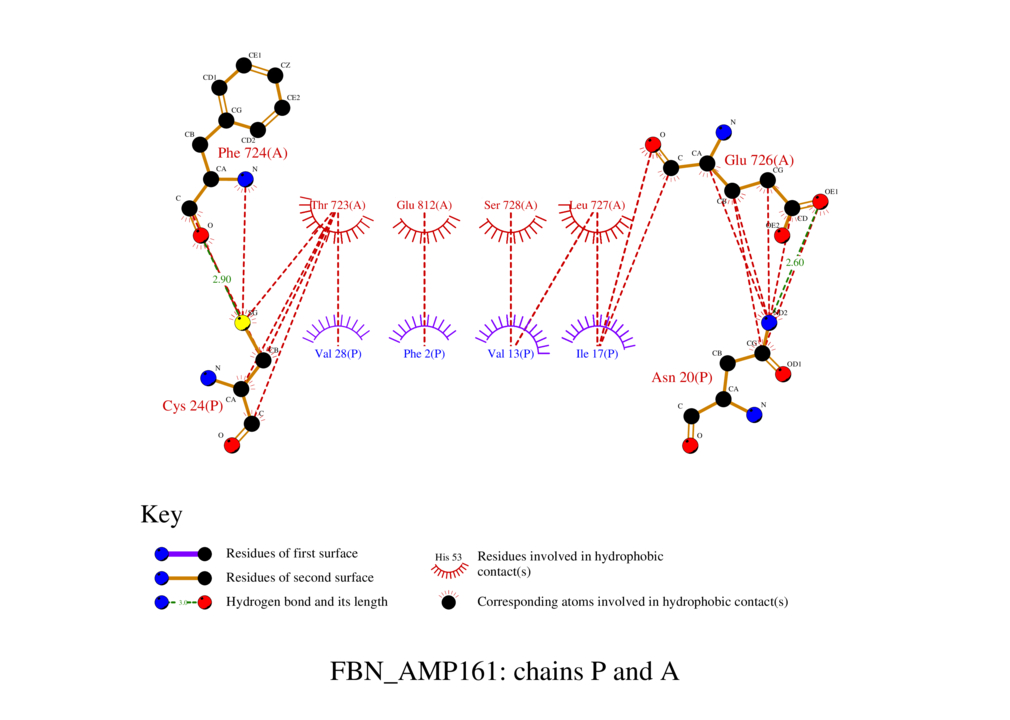 CE1
CZ
CD1
CE2
CG
CD2
CB
Phe 724(A)
CA
N
C
O
2.90
SG
CB
N
CA
C
Cys 24(P)
O
Thr 723(A)
Glu 812(A)
Ser 728(A)
Leu 727(A)
Val 28(P)
Phe 2(P)
Val 13(P)
Ile 17(P)
N
O
C
CA
Glu 726(A)
CG
CB
OE1
CD
OE2
2.60
ND2
CG
CB
OD1
Asn 20(P)
CA
N
C
O
Key
Residues of first surface
Residues of second surface
3.0
Hydrogen bond and its length
His 53
Residues involved in hydrophobic
contact(s)
Corresponding atoms involved in hydrophobic contact(s)
FBN_AMP161: chains P and A